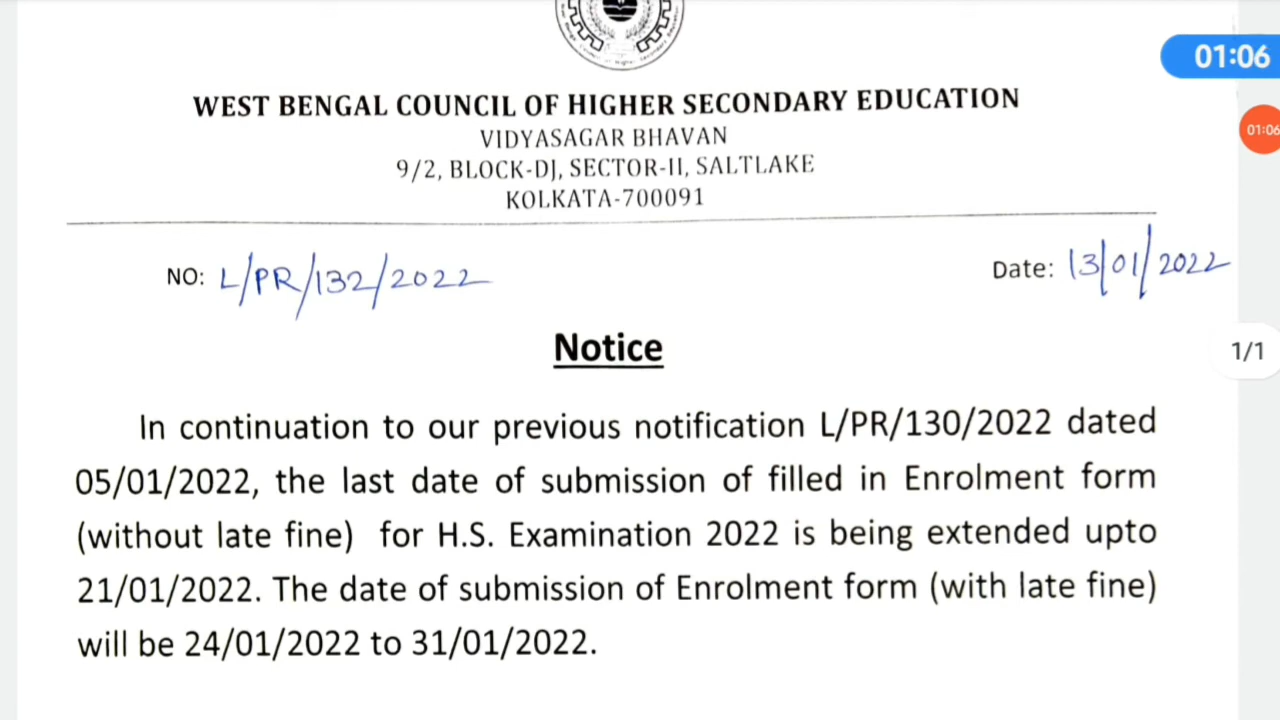 01:06
WEST BENGAL COUNCIL OF HIGHER SECONDARY EDUCATION
01:06
VIDYASAGAR BHAVAN
9/2, BLOCK-DJ, SECTOR-II, SALTLAKE
KOLKATA-700091
NO: L/PR/132/2022
Date: 13/01/2022
Notice
1/1
In continuation to our previous notification L/PR/130/2022 dated
05/01/2022, the last date of submission of filled in Enrolment form
(without late fine) for H.S. Examination 2022 is being extended upto
21/01/2022. The date of submission of Enrolment form (with late fine)
will be 24/01/2022 to 31/01/2022.